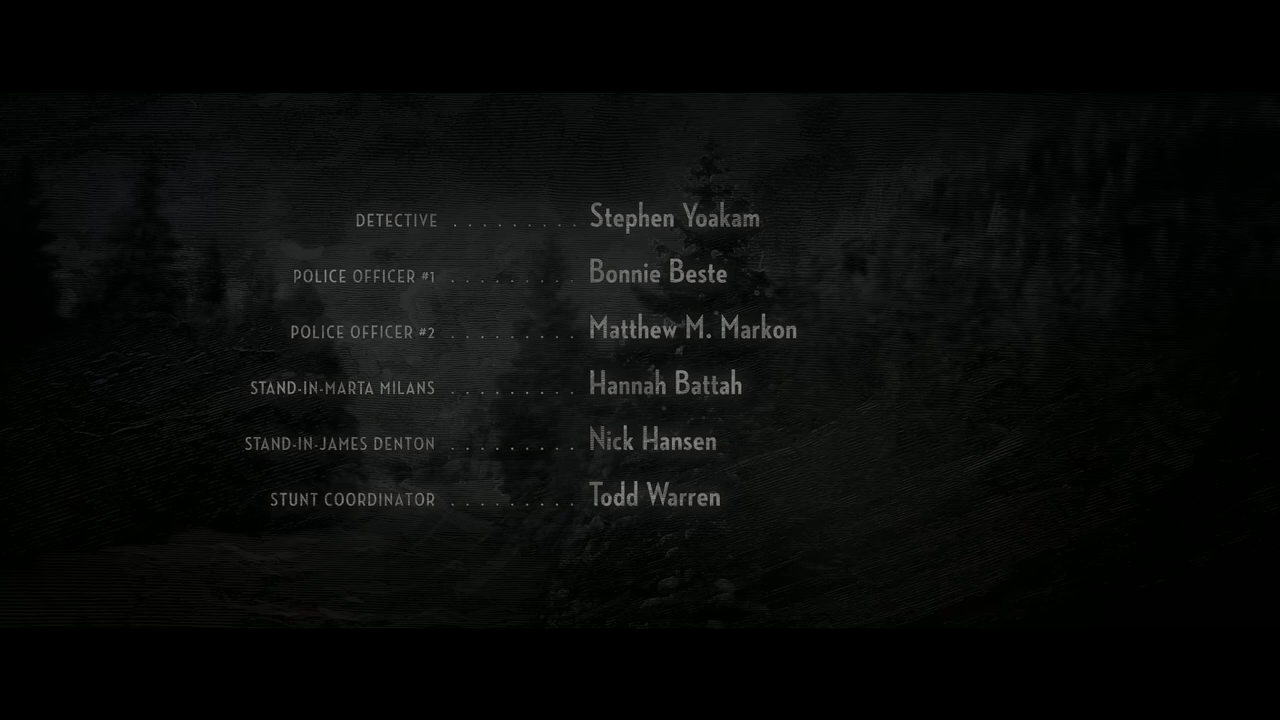 DETECTIVE . . . . . . . . . Stephen Yoakam
POLICE OFFICER #1 . . . . . . . . . Bonnie Beste
POLICE OFFICER #2 . . . . . . . . . Matthew M. Markon
STAND-IN-MARTA MILANS . . . . . . . . . Hannah Battah
STAND-IN-JAMES DENTON . . . . . . . . . Nick Hansen
STUNT COORDINATOR . . . . . . . . . Todd Warren